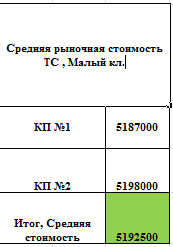 Средняя рыночная стоимость
ТС , Малый кл.
КП №1 5187000
КП №2 5198000
Итог, Средняя
стоимость 5192500